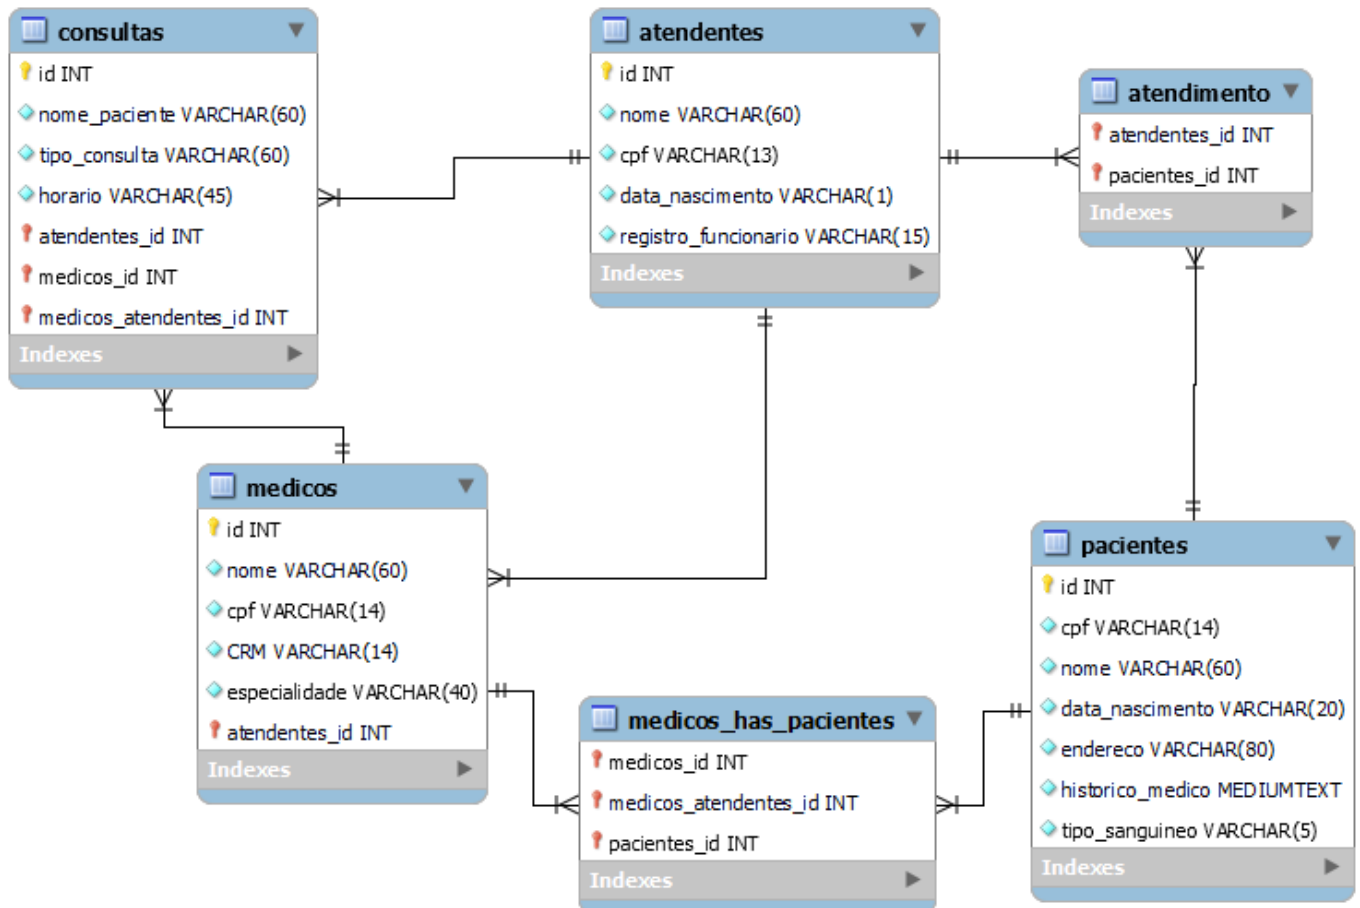 consultas
id INT
nome_paciente VARCHAR(60)
tipo_consulta VARCHAR(60)
horario VARCHAR(45)
atendentes_id INT
medicos_id INT
medicos_atendentes_id INT
Indexes
atendentes
id INT
nome VARCHAR(60)
cpf VARCHAR(13)
data_nascimento VARCHAR(1)
registro_funcionario VARCHAR(15)
Indexes
atendimento
atendentes_id INT
pacientes_id INT
Indexes
medicos
id INT
nome VARCHAR(60)
cpf VARCHAR(14)
CRM VARCHAR(14)
especialidade VARCHAR(40)
atendentes_id INT
Indexes
medicos_has_pacientes
medicos_id INT
medicos_atendentes_id INT
pacientes_id INT
Indexes
pacientes
id INT
cpf VARCHAR(14)
nome VARCHAR(60)
data_nascimento VARCHAR(20)
endereco VARCHAR(80)
historico_medico MEDIUMTEXT
tipo_sanguineo VARCHAR(5)
Indexes